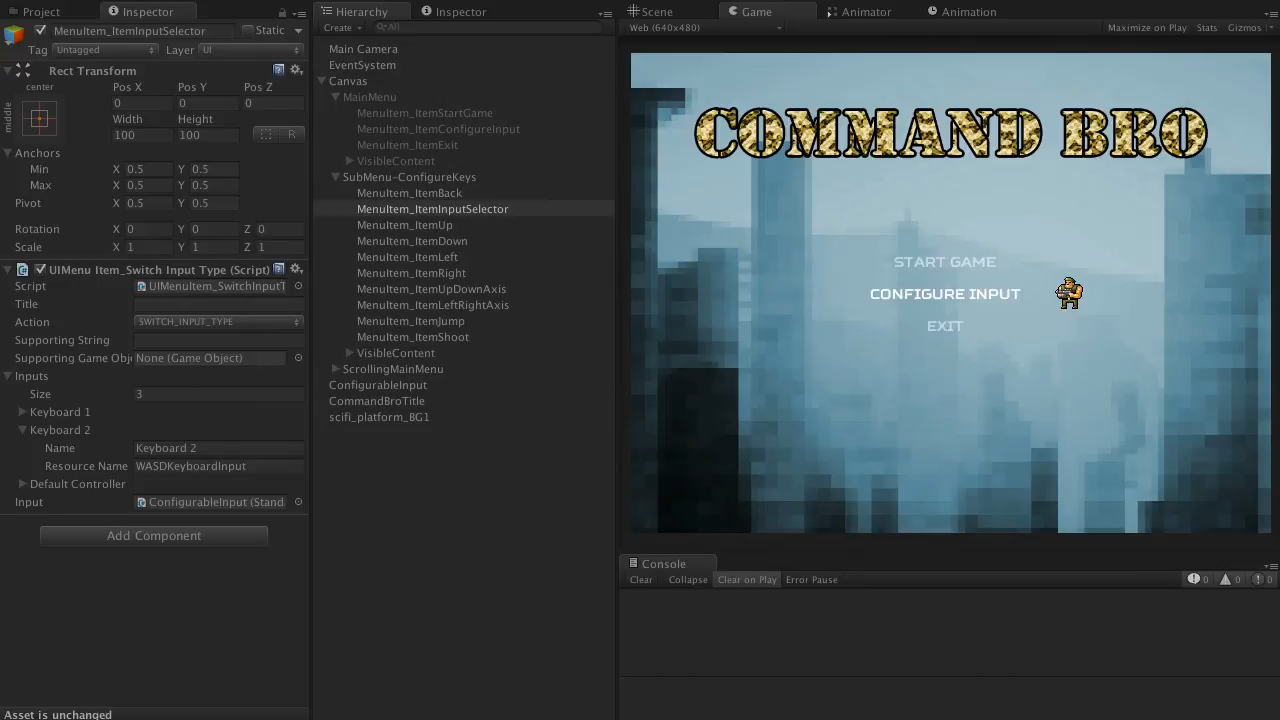 Project
Inspector
MenuItem_ItemInputSelector
Static
Tag Untagged Layer UI
Rect Transform
center
middle
Pos X Pos Y Pos Z
0 0 0
Width Height
100 100
R
Anchors
Min X 0.5 Y 0.5
Max X 0.5 Y 0.5
Pivot X 0.5 Y 0.5
Rotation X 0 Y 0 Z 0
Scale X 1 Y 1 Z 1
UIMenu Item_Switch Input Type (Script)
Script UIMenuItem_SwitchInputT
Title
Action SWITCH_INPUT_TYPE
Supporting String
Supporting Game Obj None (Game Object)
Inputs
Size 3
Keyboard 1
Keyboard 2
Name Keyboard 2
Resource Name WASDKeyboardInput
Default Controller
Input ConfigurableInput (Stand
Add Component
Asset is unchanged
Hierarchy
Inspector
Create All
Main Camera
EventSystem
Canvas
MainMenu
MenuItem_ItemStartGame
MenuItem_ItemConfigureInput
MenuItem_ItemExit
VisibleContent
SubMenu-ConfigureKeys
MenuItem_ItemBack
MenuItem_ItemInputSelector
MenuItem_ItemUp
MenuItem_ItemDown
MenuItem_ItemLeft
MenuItem_ItemRight
MenuItem_ItemUpDownAxis
MenuItem_ItemLeftRightAxis
MenuItem_ItemJump
MenuItem_ItemShoot
VisibleContent
ScrollingMainMenu
ConfigurableInput
CommandBroTitle
scifi_platform_BG1
Scene
Game
Animator
Animation
Web (640x480)
Maximize on Play Stats Gizmos
COMMAND BRO
START GAME
CONFIGURE INPUT
EXIT
Console
Clear Collapse Clear on Play Error Pause
0 0 0